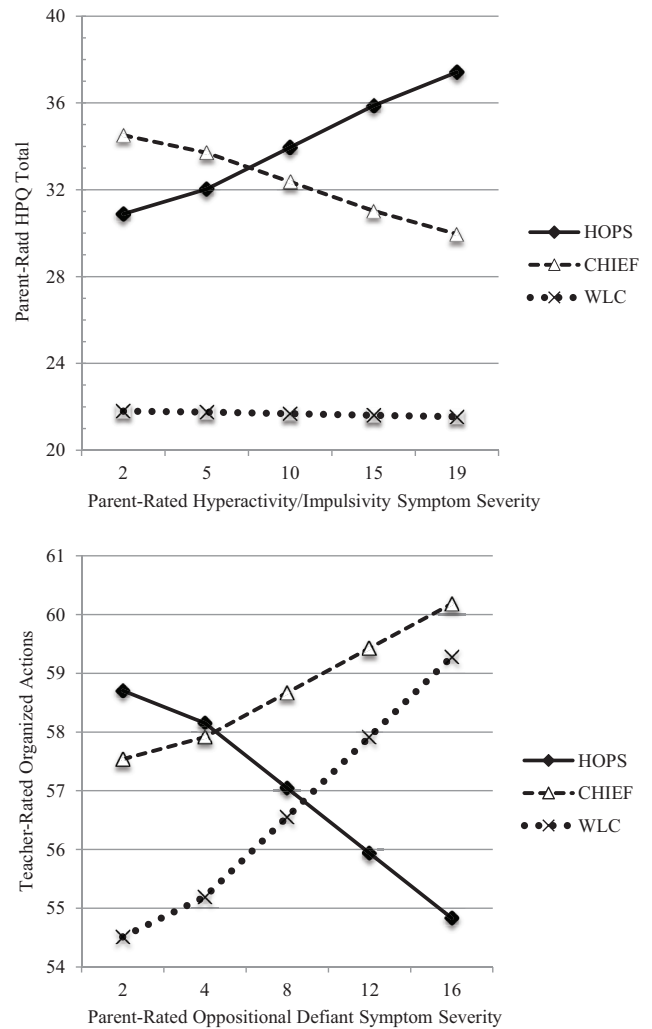 40
36
32
28
24
20
Parent-Ratd HPQ Total
2 5 10 15 19
Parent-Rated Hyperactivity/Impulsivity Symptom Severity
HOPS
CHIEF
WLC
61
60
59
58
57
56
55
54
Teacher-Rated Organized Actions
2 4 8 12 16
Parent-Rated Oppositional Defiant Symptom Severity
HOPS
CHIEF
WLC